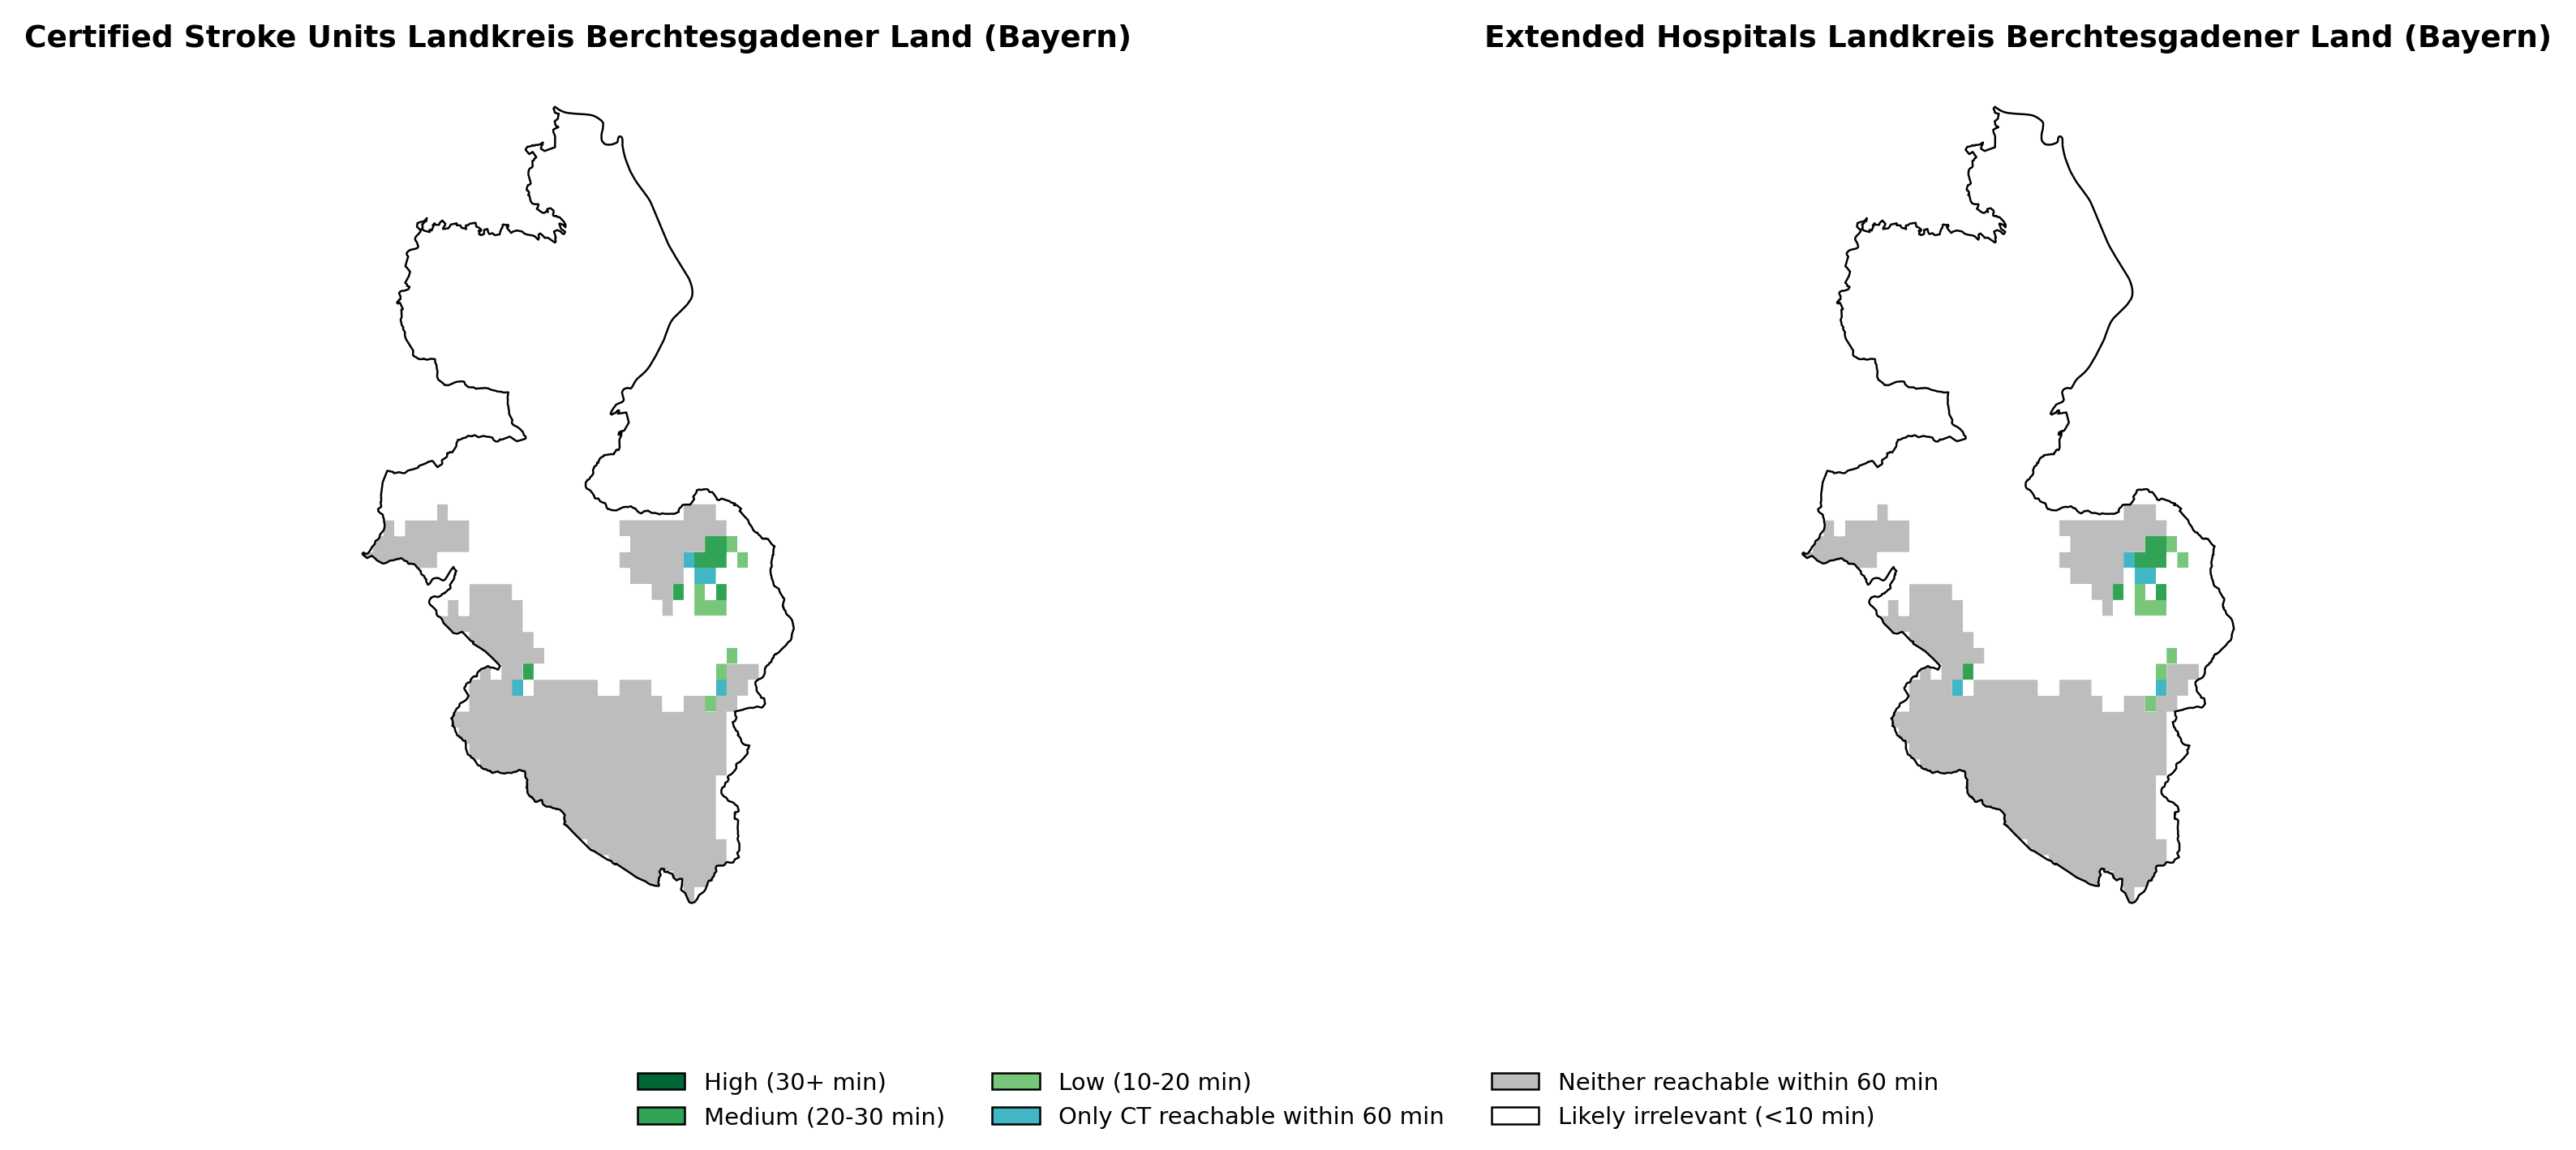 Certified Stroke Units Landkreis Berchtesgadener Land (Bayern)
Extended Hospitals Landkreis Berchtesgadener Land (Bayern)
High (30+ min)
Medium (20-30 min)
Low (10-20 min)
Only CT reachable within 60 min
Neither reachable within 60 min
Likely irrelevant (<10 min)